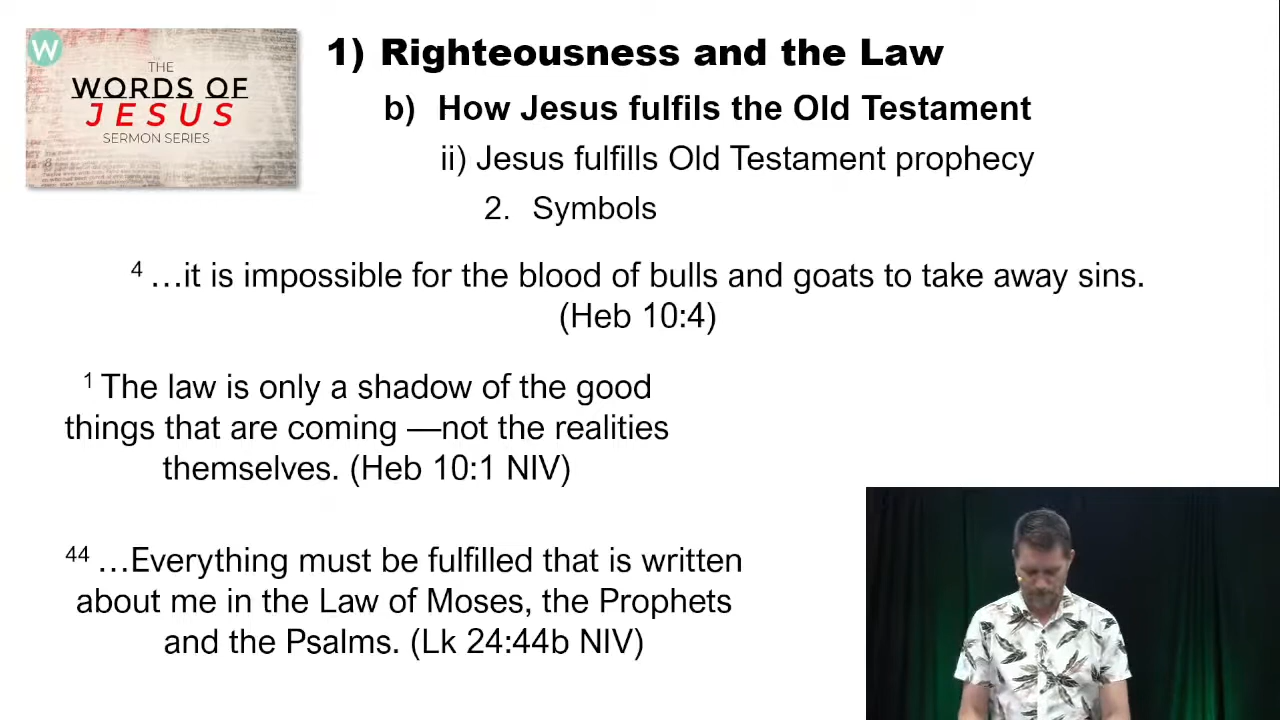 W
THE
WORDS OF
JESUS
SERMON SERIES
1) Righteousness and the Law
b) How Jesus fulfils the Old Testament
ii) Jesus fulfills Old Testament prophecy
2. Symbols
4 …it is impossible for the blood of bulls and goats to take away sins.
(Heb 10:4)
1 The law is only a shadow of the good
things that are coming —not the realities
themselves. (Heb 10:1 NIV)
44 …Everything must be fulfilled that is written
about me in the Law of Moses, the Prophets
and the Psalms. (Lk 24:44b NIV)